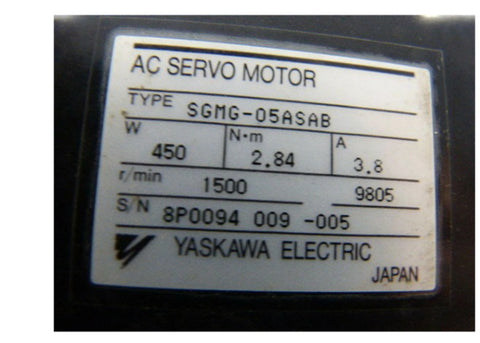 AC SERVO MOTOR
TYPE SGMG-05ASAB
W 450 N·m 2.84 A 3.8
r/min 1500 9805
S/N 8P0094 009 -005
YASKAWA ELECTRIC
JAPAN